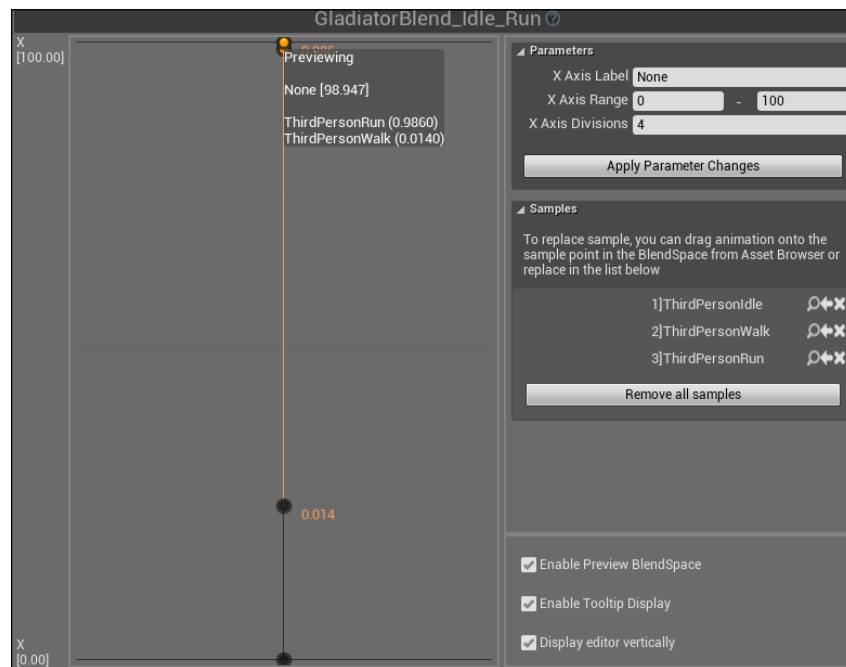 GladiatorBlend_Idle_Run
X
[100.00]
Previewing
None [98.947]
ThirdPersonRun (0.9860)
ThirdPersonWalk (0.0140)
0.014
X
[0.00]
Parameters
X Axis Label None
X Axis Range 0 - 100
X Axis Divisions 4
Apply Parameter Changes
Samples
To replace sample, you can drag animation onto the
sample point in the BlendSpace from Asset Browser or
replace in the list below
1]ThirdPersonIdle
2]ThirdPersonWalk
3]ThirdPersonRun
Remove all samples
Enable Preview BlendSpace
Enable Tooltip Display
Display editor vertically